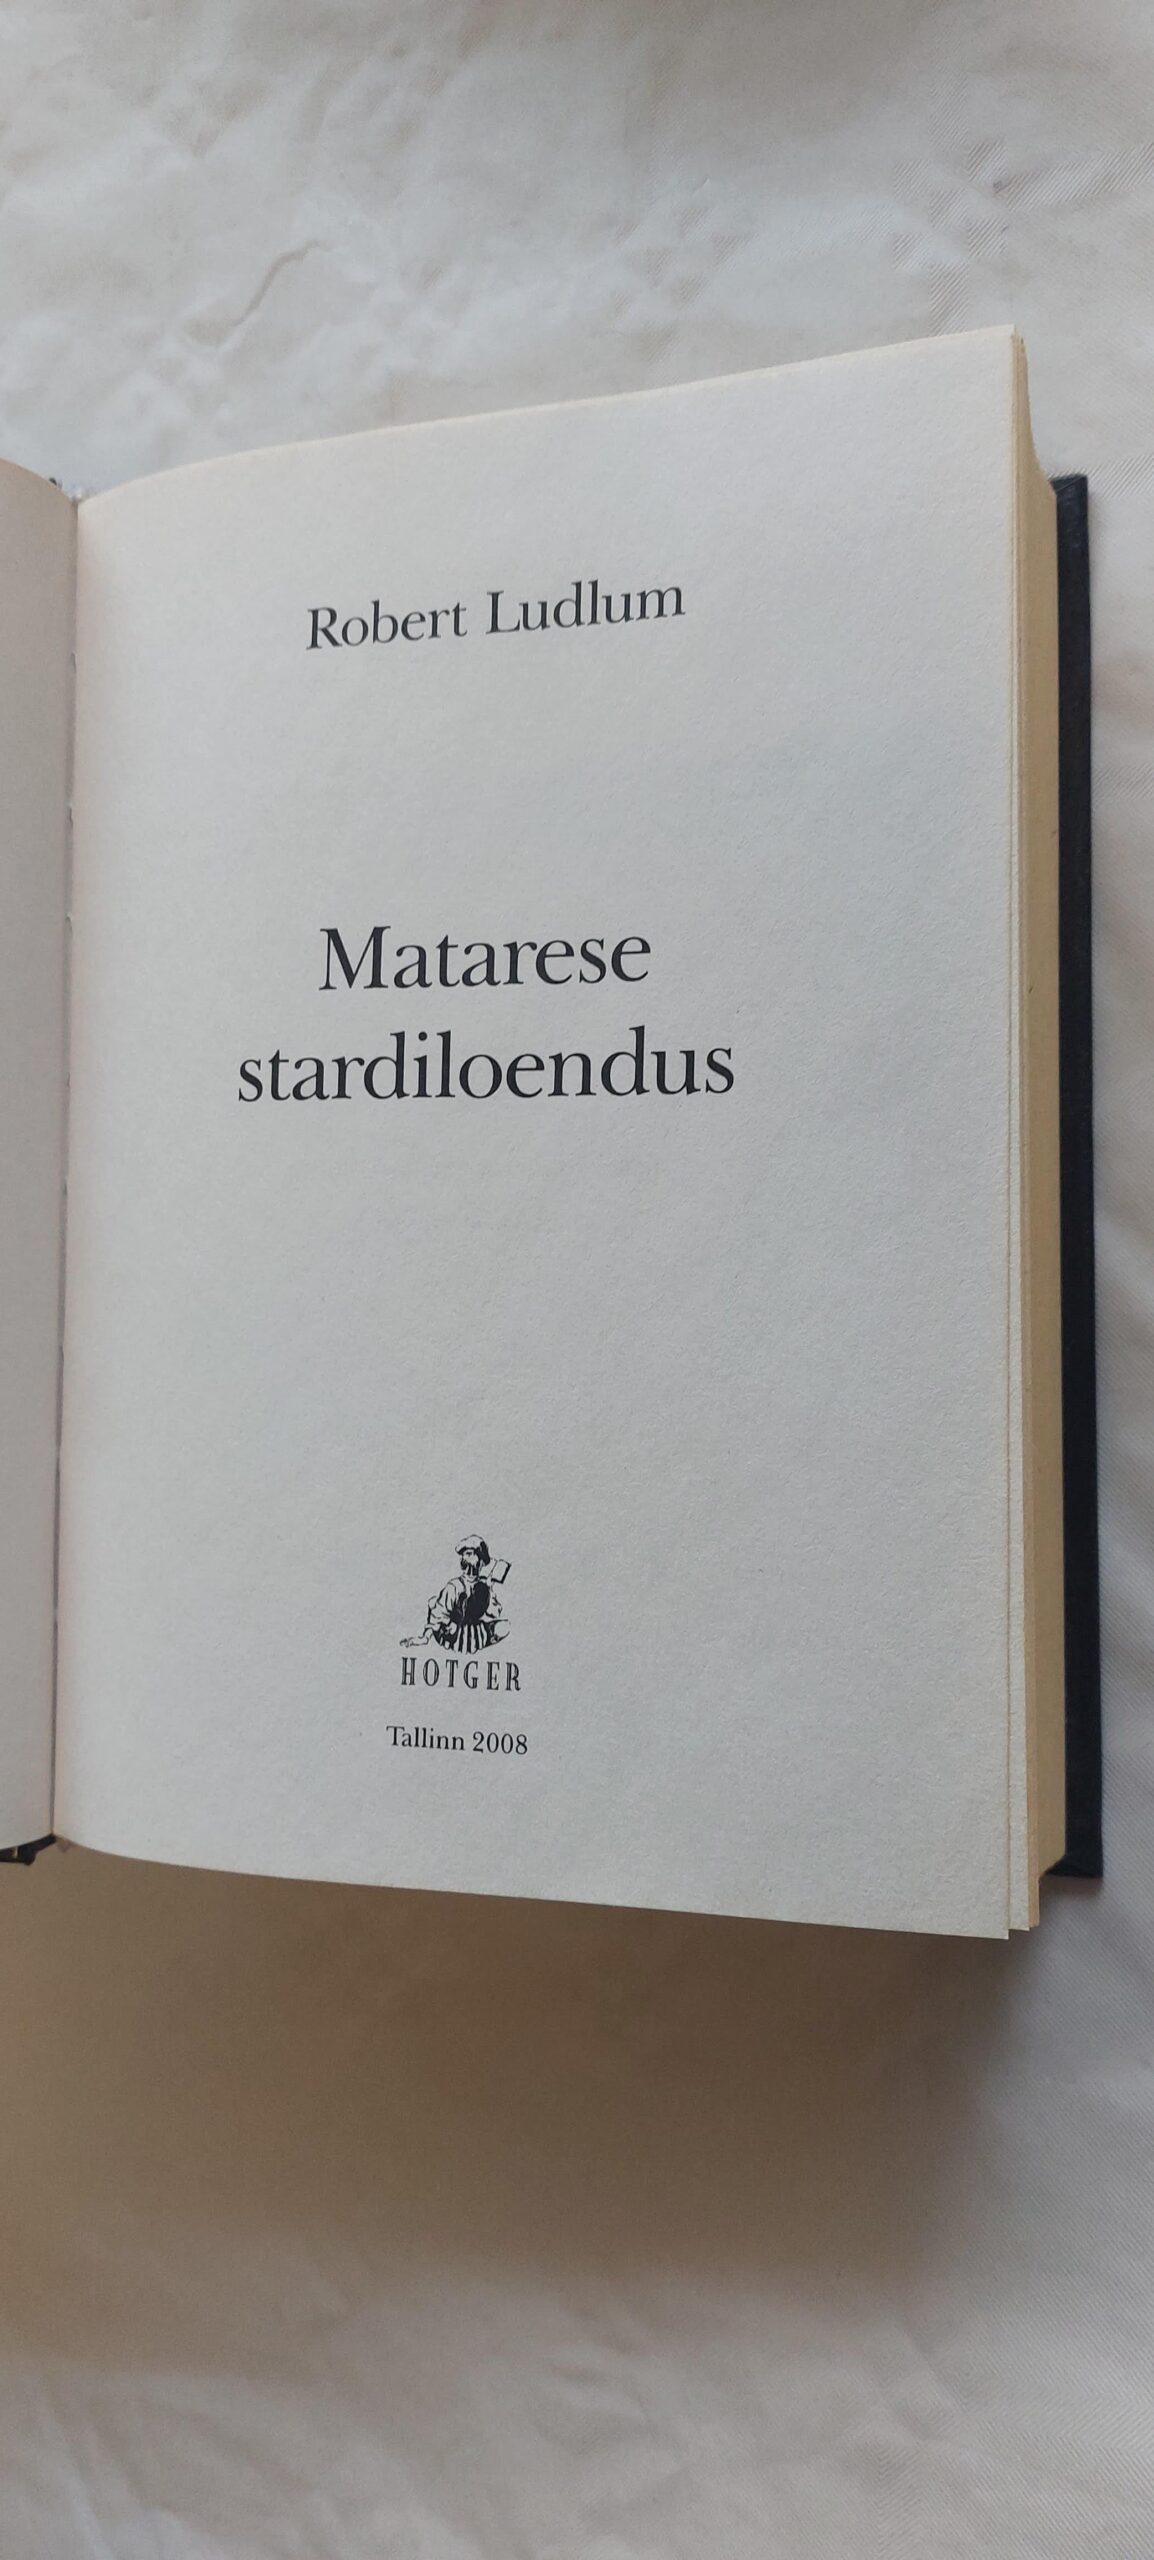 Robert Ludlum
Matarese
stardiloendus
HOTGER
Tallinn 2008